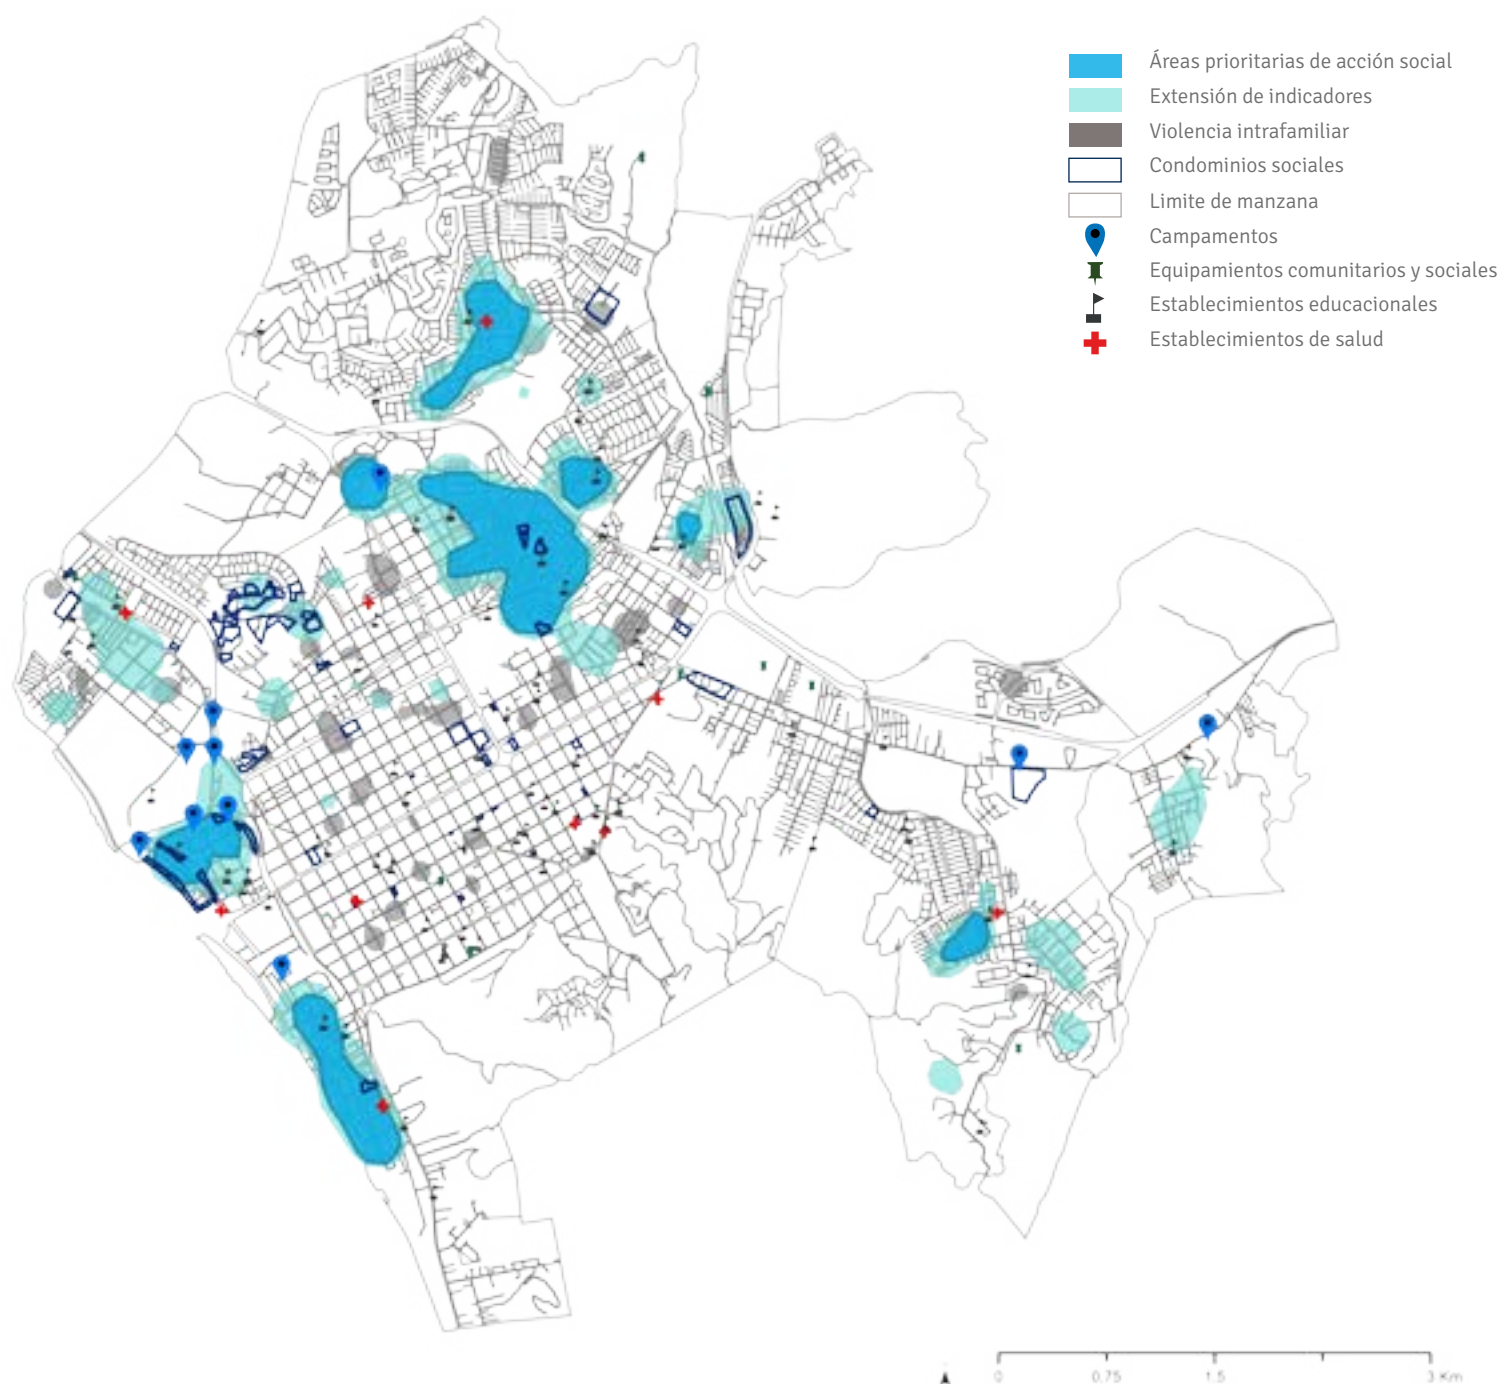 Áreas prioritarias de acción social
Extensión de indicadores
Violencia intrafamiliar
Condominios sociales
Limite de manzana
Campamentos
Equipamientos comunitarios y sociales
Establecimientos educacionales
Establecimientos de salud
0 0.75 1.5 3 Km